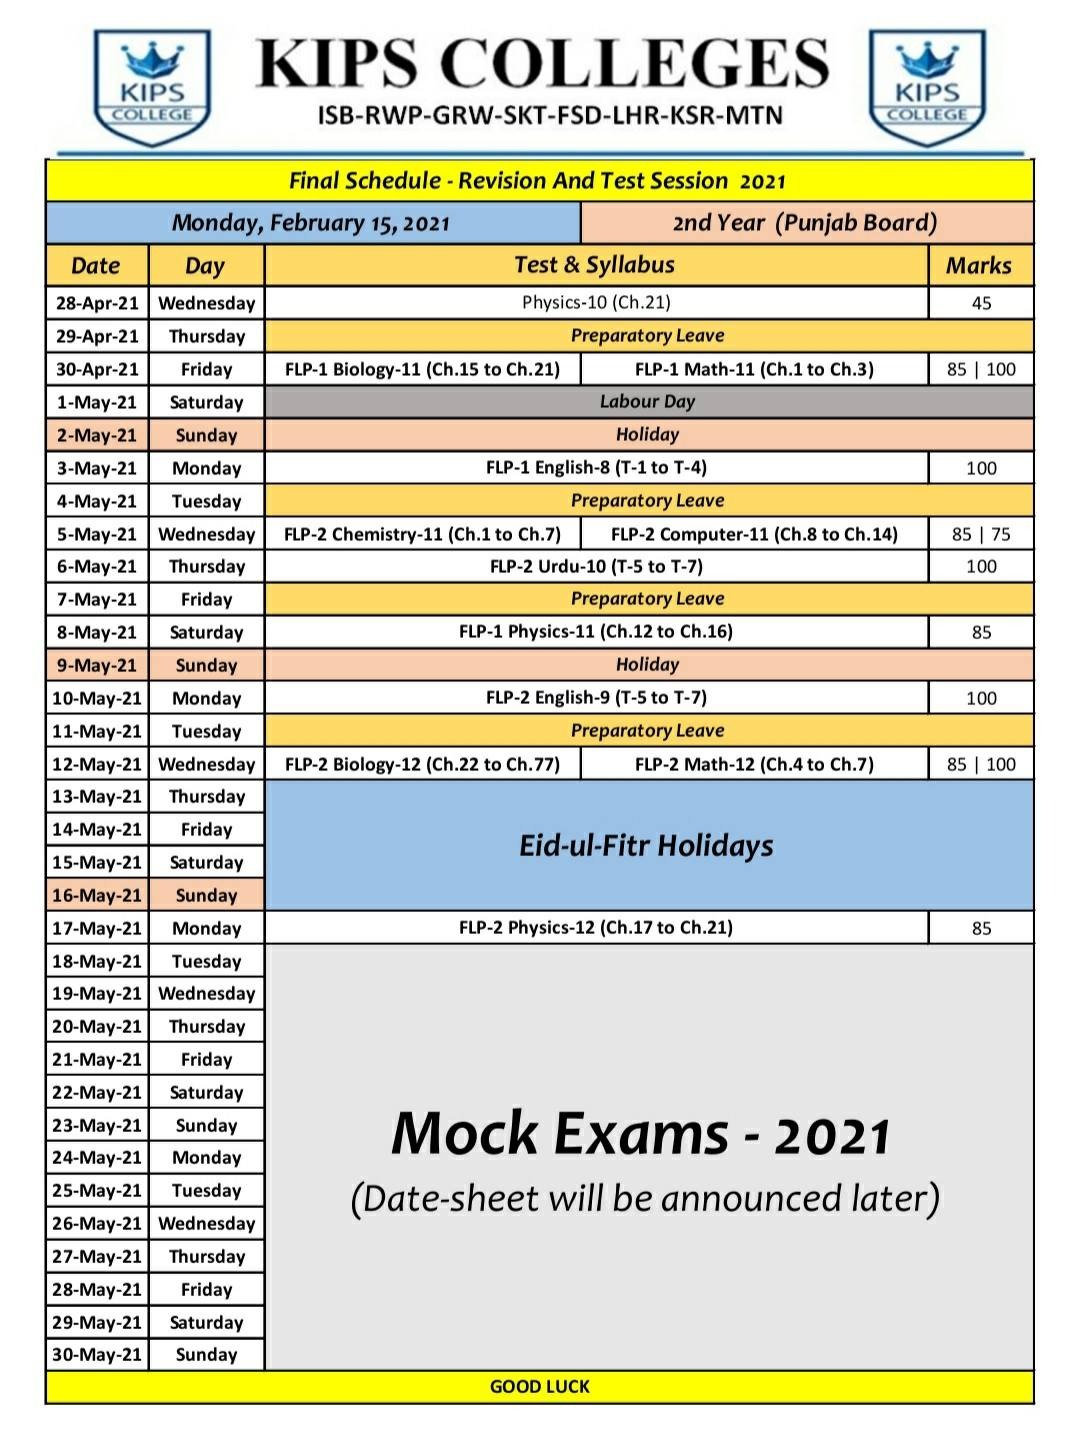 KIPS
COLLEGE
KIPS COLLEGES
ISB-RWP-GRW-SKT-FSD-LHR-KSR-MTN
KIPS
COLLEGE
Final Schedule - Revision And Test Session 2021
Monday, February 15, 2021 2nd Year (Punjab Board)
Date Day Test & Syllabus Marks
28-Apr-21 Wednesday Physics-10 (Ch.21) 45
29-Apr-21 Thursday Preparatory Leave
30-Apr-21 Friday FLP-1 Biology-11 (Ch.15 to Ch.21) FLP-1 Math-11 (Ch.1 to Ch.3) 85 | 100
1-May-21 Saturday Labour Day
2-May-21 Sunday Holiday
3-May-21 Monday FLP-1 English-8 (T-1 to T-4) 100
4-May-21 Tuesday Preparatory Leave
5-May-21 Wednesday FLP-2 Chemistry-11 (Ch.1 to Ch.7) FLP-2 Computer-11 (Ch.8 to Ch.14) 85 | 75
6-May-21 Thursday FLP-2 Urdu-10 (T-5 to T-7) 100
7-May-21 Friday Preparatory Leave
8-May-21 Saturday FLP-1 Physics-11 (Ch.12 to Ch.16) 85
9-May-21 Sunday Holiday
10-May-21 Monday FLP-2 English-9 (T-5 to T-7) 100
11-May-21 Tuesday Preparatory Leave
12-May-21 Wednesday FLP-2 Biology-12 (Ch.22 to Ch.77) FLP-2 Math-12 (Ch.4 to Ch.7) 85 | 100
13-May-21 Thursday
14-May-21 Friday
Eid-ul-Fitr Holidays
15-May-21 Saturday
16-May-21 Sunday
17-May-21 Monday FLP-2 Physics-12 (Ch.17 to Ch.21) 85
18-May-21 Tuesday
19-May-21 Wednesday
20-May-21 Thursday
21-May-21 Friday
22-May-21 Saturday
23-May-21 Sunday
Mock Exams - 2021
24-May-21 Monday
25-May-21 Tuesday
(Date-sheet will be announced later)
26-May-21 Wednesday
27-May-21 Thursday
28-May-21 Friday
29-May-21 Saturday
30-May-21 Sunday
GOOD LUCK